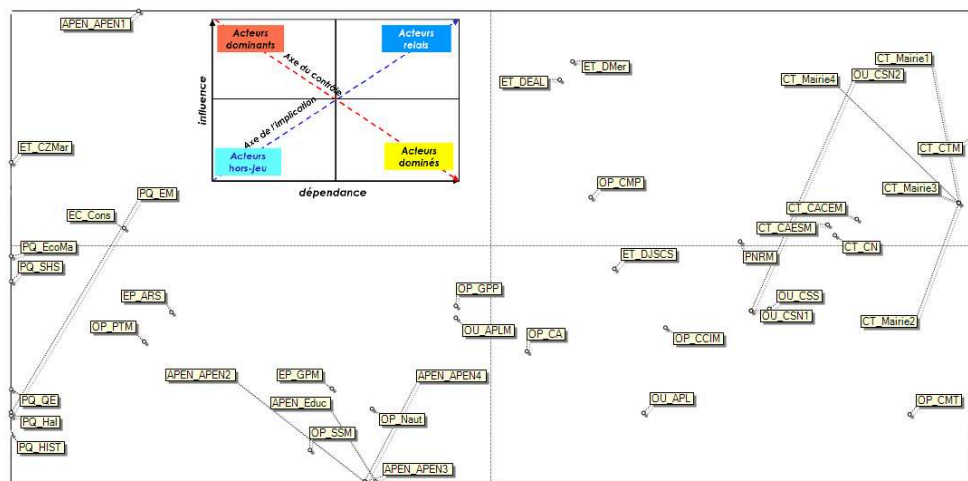 APEN_APEN1
Acteurs
dominants
Acteurs
relais
Axe du contrôle
Axe de l'implication
influence
Acteurs
hors-jeu
Acteurs
dominés
dépendance
ET_DMer
ET_DEAL
CT_Mairie1
OU_CSN2
CT_Mairie4
ET_CZMar
CT_CTM
OP_CMP
PQ_EM
CT_Mairie3
EC_Cons
CT_CACEM
CT_CAESM
CT_CN
PQ_EcoMa
PNRM
ET_DJSCS
PQ_SHS
EP_ARS
OP_GPP
OU_CSS
OU_CSN1
CT_Mairie2
OP_PTM
OU_APLM
OP_CA
OP_CCIM
APEN_APEN2
EP_GPM
APEN_APEN4
PQ_QE
APEN_Educ
OU_APL
OP_CMT
PQ_Hal
OP_Naut
OP_SSM
PQ_HIST
APEN_APEN3